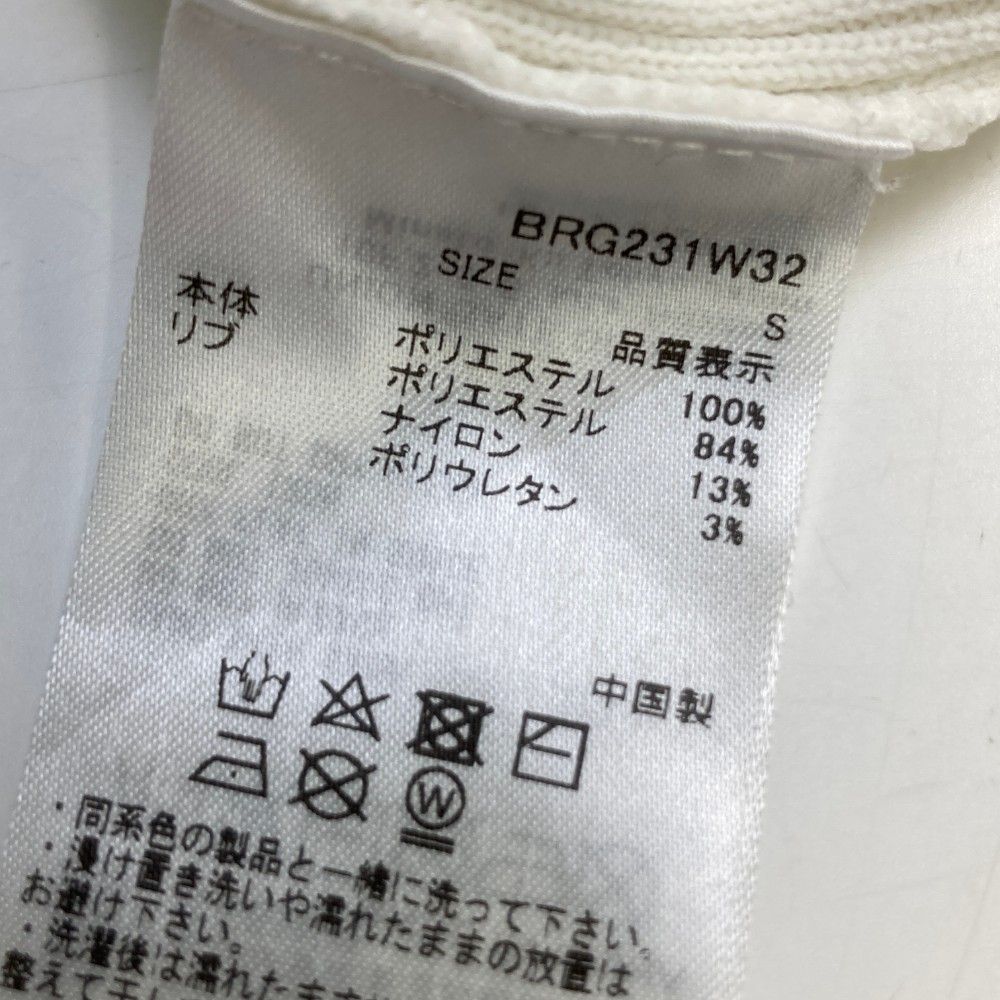 BRG231W32
SIZE S
品質表示
本体 ポリエステル 100%
リブ ポリエステル 84%
ナイロン 13%
ポリウレタン 3%
中国製
W
・同系色の製品と一緒に洗って下さい。
・浸け置き洗いや濡れたままの放置は
お避け下さい。
・洗濯後は濡れたまま
整えて